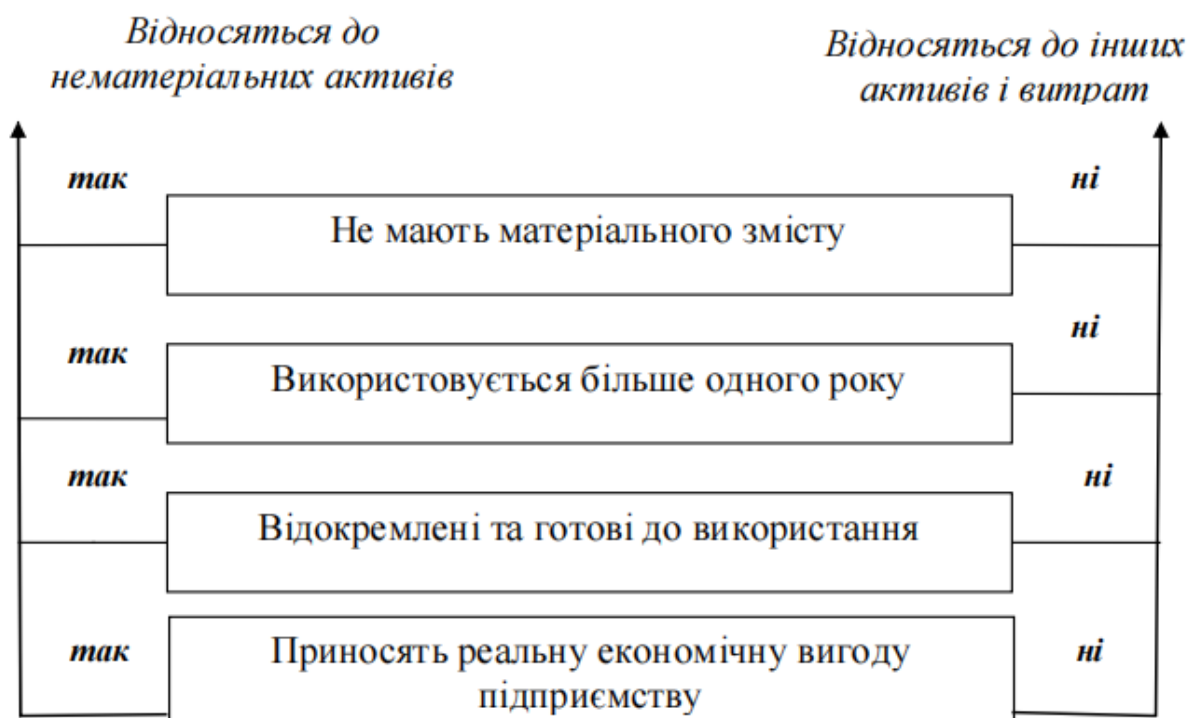 Відносяться до
нематеріальних активів
Відносяться до інших
активів і витрат
так
ні
Не мають матеріального змісту
так
ні
Використовується більше одного року
так
ні
Відокремлені та готові до використання
так
ні
Приносять реальну економічну вигоду
підприємству